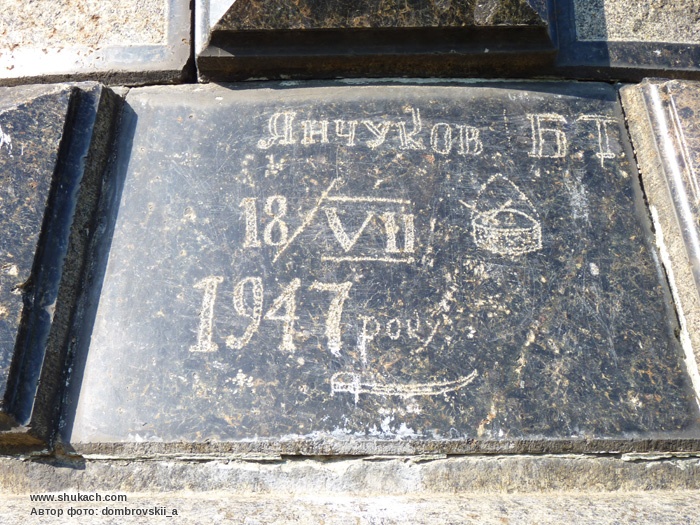 Янчуков БТ
18/VII
1947 року
www.shukach.com
Автор фото: dombrovskii_a